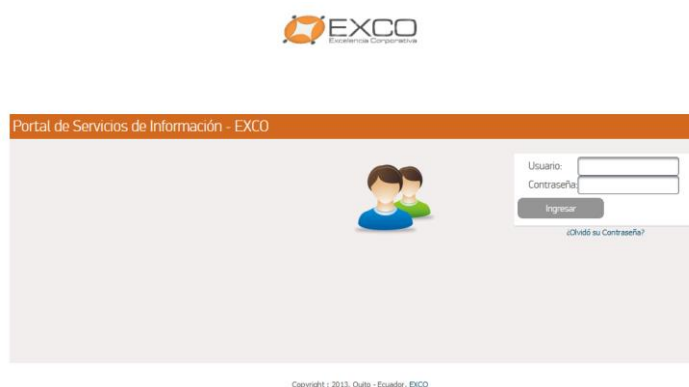 EXCO
Excelencia Corporativa
Portal de Servicios de Información - EXCO
Usuario:
Contraseña:
Ingresar
¿Olvidó su Contraseña?
Copyright : 2013. Quito - Ecuador. EXCO